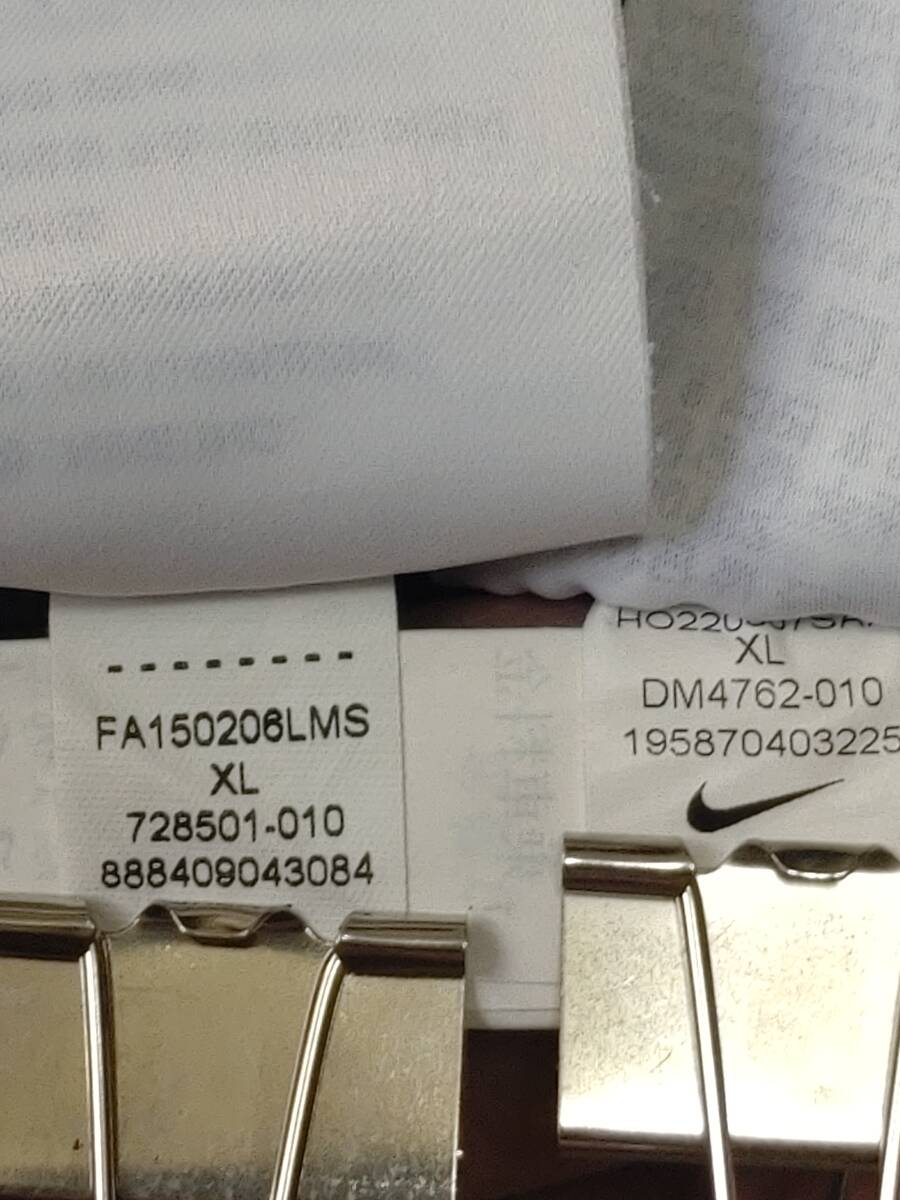 - - - - - - - -
FA150206LMS
XL
728501-010
888409043084
XL
DM4762-010
195870403225